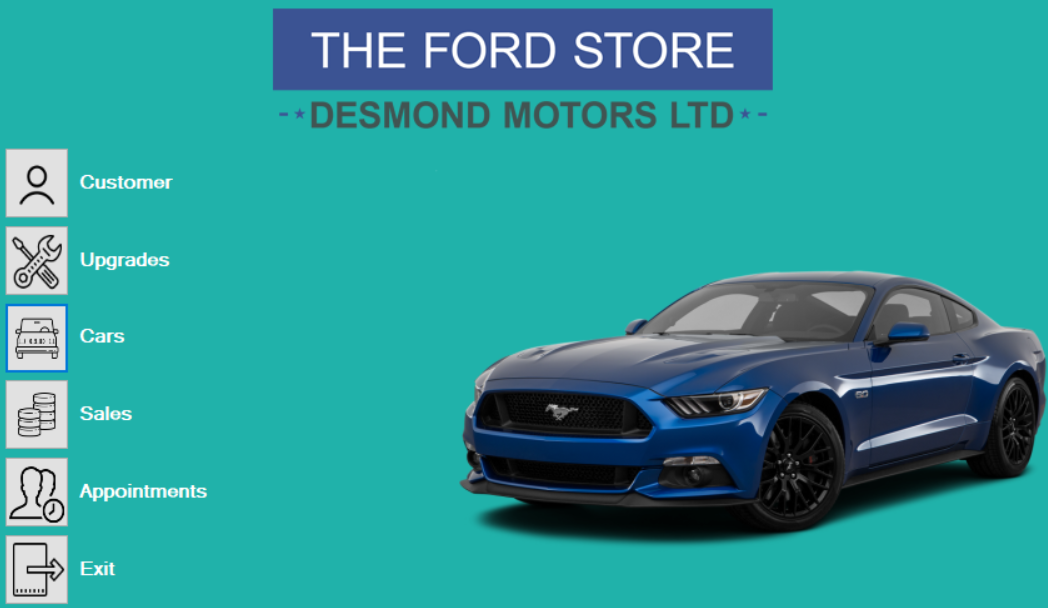 THE FORD STORE
- ★ DESMOND MOTORS LTD ★ -
Customer
Upgrades
Cars
Sales
Appointments
Exit